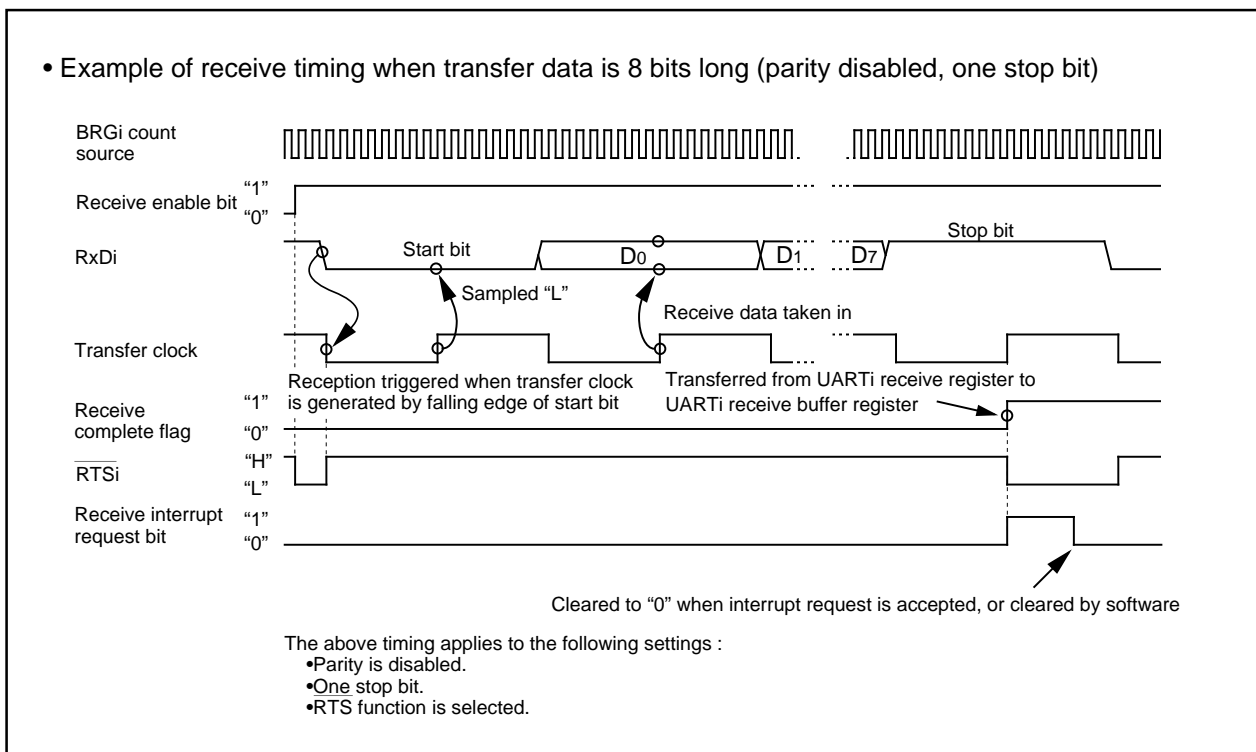 • Example of receive timing when transfer data is 8 bits long (parity disabled, one stop bit)
BRGi count
source
Receive enable bit
“1”
“0”
RxDi
Start bit
D0
D1
D7
Stop bit
Sampled “L”
Receive data taken in
Transfer clock
Reception triggered when transfer clock
is generated by falling edge of start bit
Transferred from UARTi receive register to
UARTi receive buffer register
Receive
complete flag
“1”
“0”
RTSi
“H”
“L”
Receive interrupt
request bit
“1”
“0”
Cleared to “0” when interrupt request is accepted, or cleared by software
The above timing applies to the following settings :
•Parity is disabled.
•One stop bit.
•RTS function is selected.